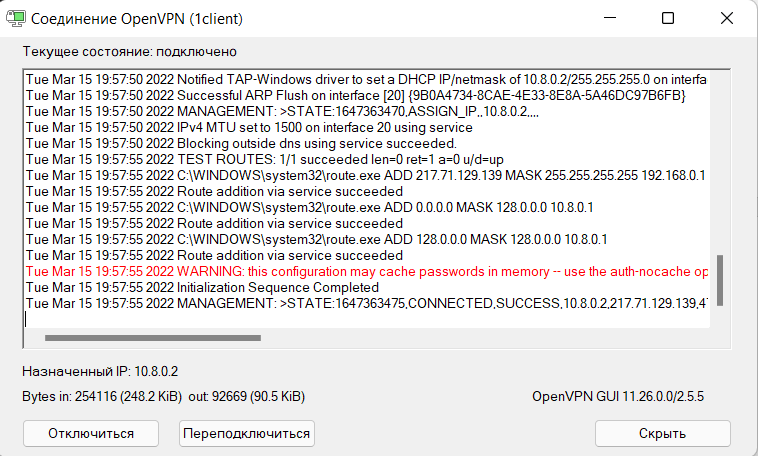 Соединение OpenVPN (1client)
Текущее состояние: подключено
Tue Mar 15 19:57:50 2022 Notified TAP-Windows driver to set a DHCP IP/netmask of 10.8.0.2/255.255.255.0 on interfa
Tue Mar 15 19:57:50 2022 Successful ARP Flush on interface [20] {9B0A4734-8CAE-4E33-8E8A-5A46DC97B6FB}
Tue Mar 15 19:57:50 2022 MANAGEMENT: >STATE:1647363470,ASSIGN_IP,,10.8.0.2,,,,
Tue Mar 15 19:57:50 2022 IPv4 MTU set to 1500 on interface 20 using service
Tue Mar 15 19:57:50 2022 Blocking outside dns using service succeeded.
Tue Mar 15 19:57:55 2022 TEST ROUTES: 1/1 succeeded len=0 ret=1 a=0 u/d=up
Tue Mar 15 19:57:55 2022 C:\WINDOWS\system32\route.exe ADD 217.71.129.139 MASK 255.255.255.255 192.168.0.1
Tue Mar 15 19:57:55 2022 Route addition via service succeeded
Tue Mar 15 19:57:55 2022 C:\WINDOWS\system32\route.exe ADD 0.0.0.0 MASK 128.0.0.0 10.8.0.1
Tue Mar 15 19:57:55 2022 Route addition via service succeeded
Tue Mar 15 19:57:55 2022 C:\WINDOWS\system32\route.exe ADD 128.0.0.0 MASK 128.0.0.0 10.8.0.1
Tue Mar 15 19:57:55 2022 Route addition via service succeeded
Tue Mar 15 19:57:55 2022 WARNING: this configuration may cache passwords in memory -- use the auth-nocache op
Tue Mar 15 19:57:55 2022 Initialization Sequence Completed
Tue Mar 15 19:57:55 2022 MANAGEMENT: >STATE:1647363475,CONNECTED,SUCCESS,10.8.0.2,217.71.129.139,47
Назначенный IP: 10.8.0.2
Bytes in: 254116 (248.2 KiB) out: 92669 (90.5 KiB)
OpenVPN GUI 11.26.0.0/2.5.5
Отключиться
Переподключиться
Скрыть